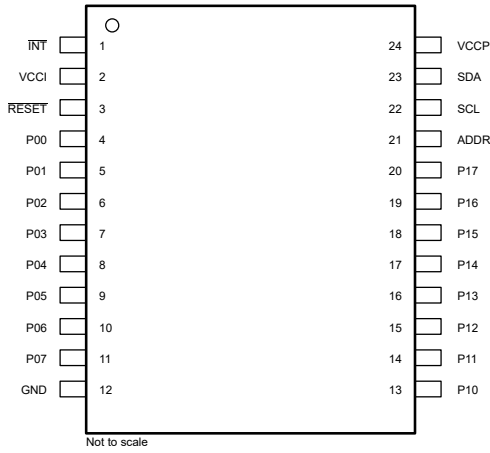 INT 1 24 VCCP
VCCI 2 23 SDA
RESET 3 22 SCL
P00 4 21 ADDR
P01 5 20 P17
P02 6 19 P16
P03 7 18 P15
P04 8 17 P14
P05 9 16 P13
P06 10 15 P12
P07 11 14 P11
GND 12 13 P10
Not to scale